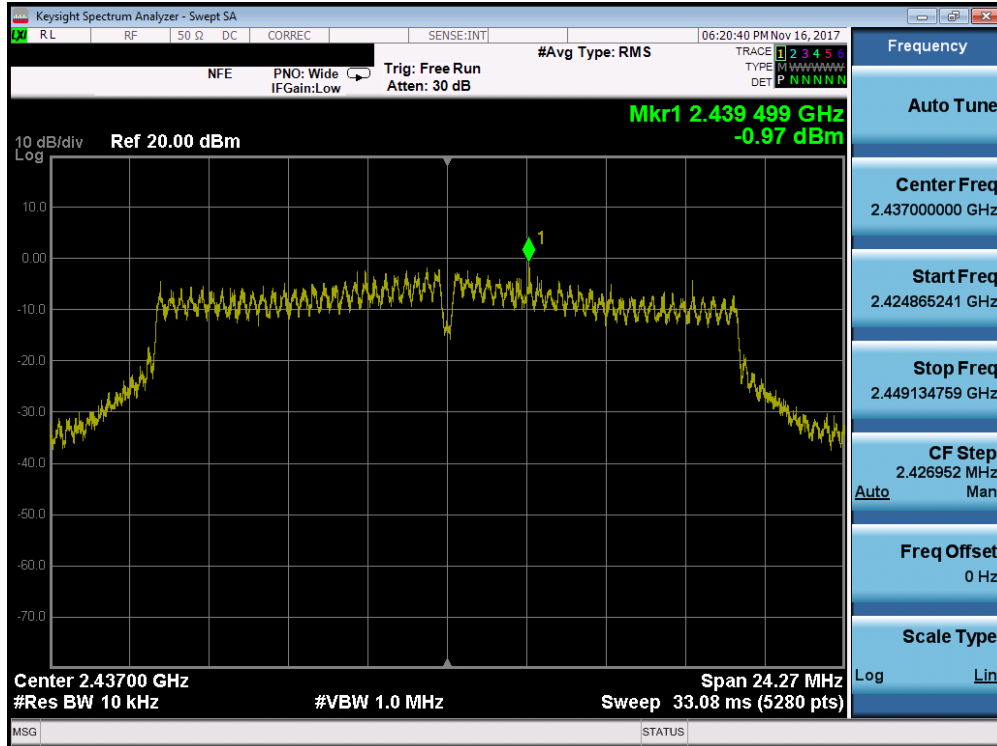 Keysight Spectrum Analyzer - Swept SA
LXI RL RF 50 Ω DC CORREC SENSE:INT 06:20:40 PM Nov 16, 2017
NFE PNO: Wide IFGain:Low
Trig: Free Run
Atten: 30 dB
#Avg Type: RMS
TRACE 1 2 3 4 5 6
TYPE M WWWWW
DET P N N N N N
Mkr1 2.439 499 GHz
-0.97 dBm
10 dB/div Ref 20.00 dBm
Log
10.0
0.00
-10.0
-20.0
-30.0
-40.0
-50.0
-60.0
-70.0
1
Center 2.43700 GHz Span 24.27 MHz
#Res BW 10 kHz #VBW 1.0 MHz Sweep 33.08 ms (5280 pts)
MSG STATUS
Frequency
Auto Tune
Center Freq
2.437000000 GHz
Start Freq
2.424865241 GHz
Stop Freq
2.449134759 GHz
CF Step
2.426952 MHz
Auto Man
Freq Offset
0 Hz
Scale Type
Log Lin